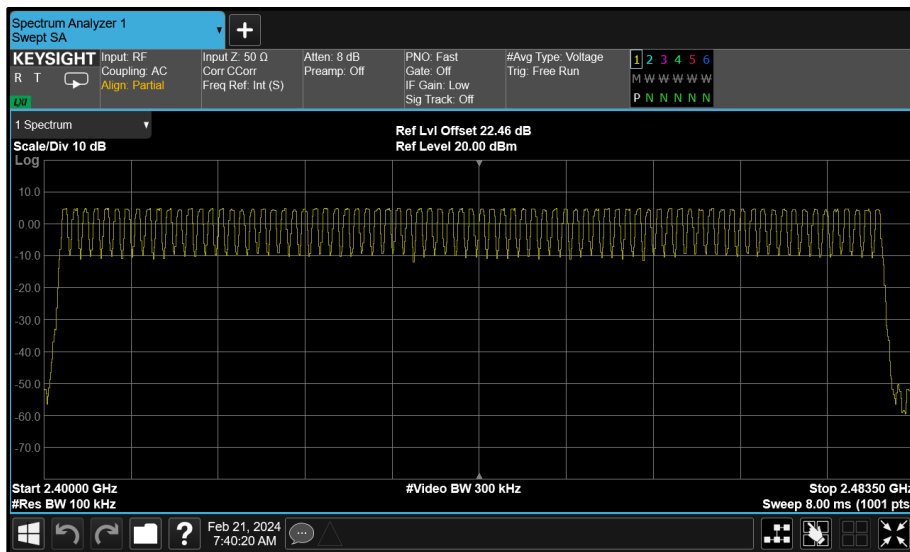 Spectrum Analyzer 1
Swept SA
+
KEYSIGHT
R T
LXI
Input: RF
Coupling: AC
Align: Partial
Input Z: 50 Ω
Corr CCorr
Freq Ref: Int (S)
Atten: 8 dB
Preamp: Off
PNO: Fast
Gate: Off
IF Gain: Low
Sig Track: Off
#Avg Type: Voltage
Trig: Free Run
1 2 3 4 5 6
M W W W W W
P N N N N N
1 Spectrum
Scale/Div 10 dB
Ref Lvl Offset 22.46 dB
Ref Level 20.00 dBm
Log
10.0
0.00
-10.0
-20.0
-30.0
-40.0
-50.0
-60.0
-70.0
Start 2.40000 GHz
#Res BW 100 kHz
#Video BW 300 kHz
Stop 2.48350 GHz
Sweep 8.00 ms (1001 pts
?
Feb 21, 2024
7:40:20 AM